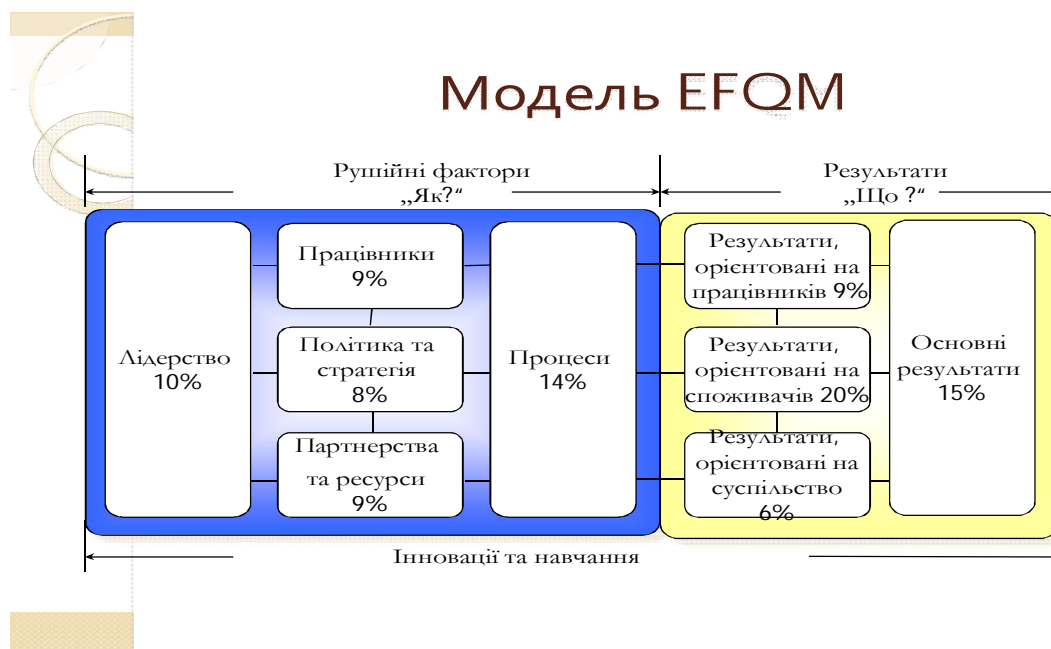 Модель EFQM
Рушійні фактори
„Як?“
Результати
„Що ?“
Лідерство
10%
Працівники
9%
Політика та
стратегія
8%
Партнерства
та ресурси
9%
Процеси
14%
Результати,
орієнтовані на
працівників 9%
Результати,
орієнтовані на
споживачів 20%
Результати,
орієнтовані на
суспільство
6%
Основні
результати
15%
Інновації та навчання